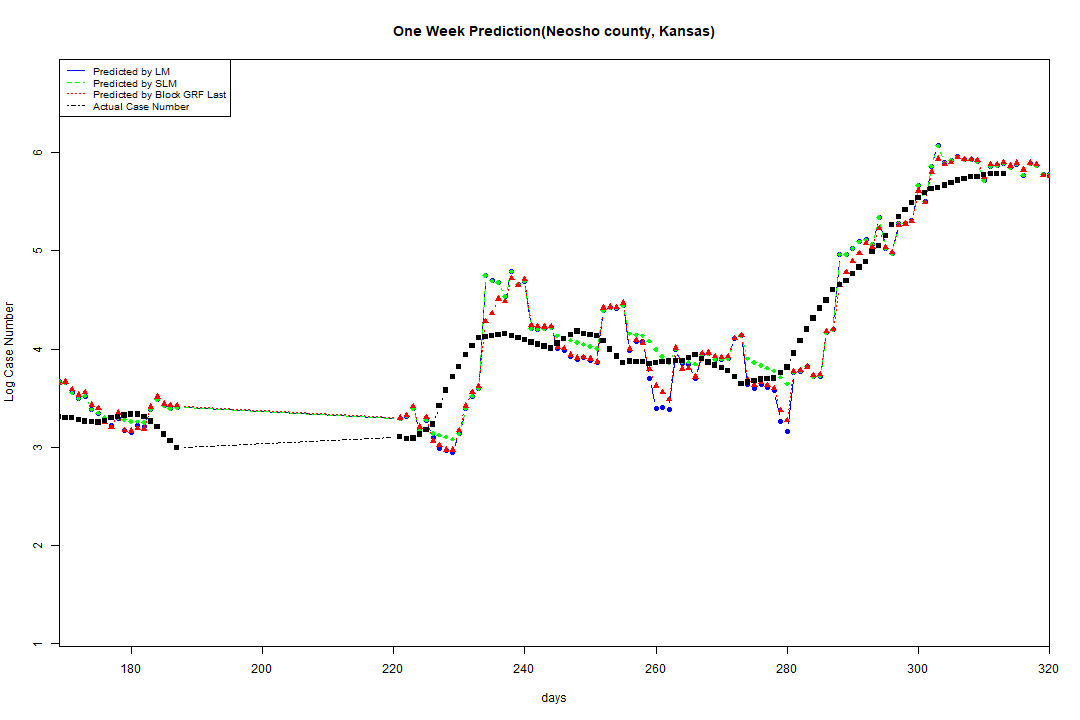 One Week Prediction(Neosho county, Kansas)
Predicted by LM
Predicted by SLM
Predicted by Block GRF Last
Actual Case Number
6
5
4
3
2
1
Log Case Number
180 200 220 240 260 280 300 320
days